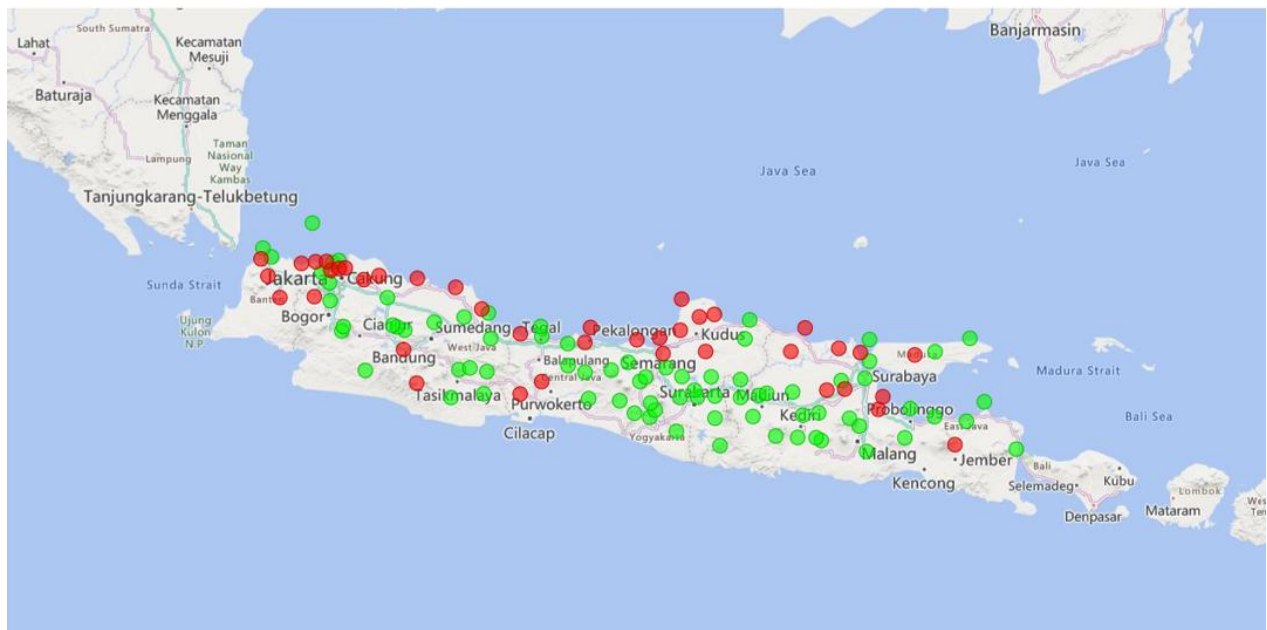 South Sumatra
Banjarmasin
Lahat
Kecamatan
Mesuji
Baturaja
Kecamatan
Menggala
Taman
Nasional
Way
Kambas
Lampung
Java Sea
Java Sea
Tanjungkarang-Telukbetung
Sunda Strait
Jakarta
Cakung
Banten
Ujung
Kulon
N.P.
Bogor
Cianjur
Sumedang
Tegal
Pekalongan
Kudus
Bandung
West Java
Balapulang
Semarang
Central Java
Madura
Surabaya
Madura Strait
Tasikmalaya
Purwokerto
Surakarta
Madiun
Kediri
Probolinggo
Bali Sea
Cilacap
Yogyakarta
East Java
Malang
Jember
Kencong
Bali
Selemadeg
Kubu
Denpasar
Lombok
Mataram